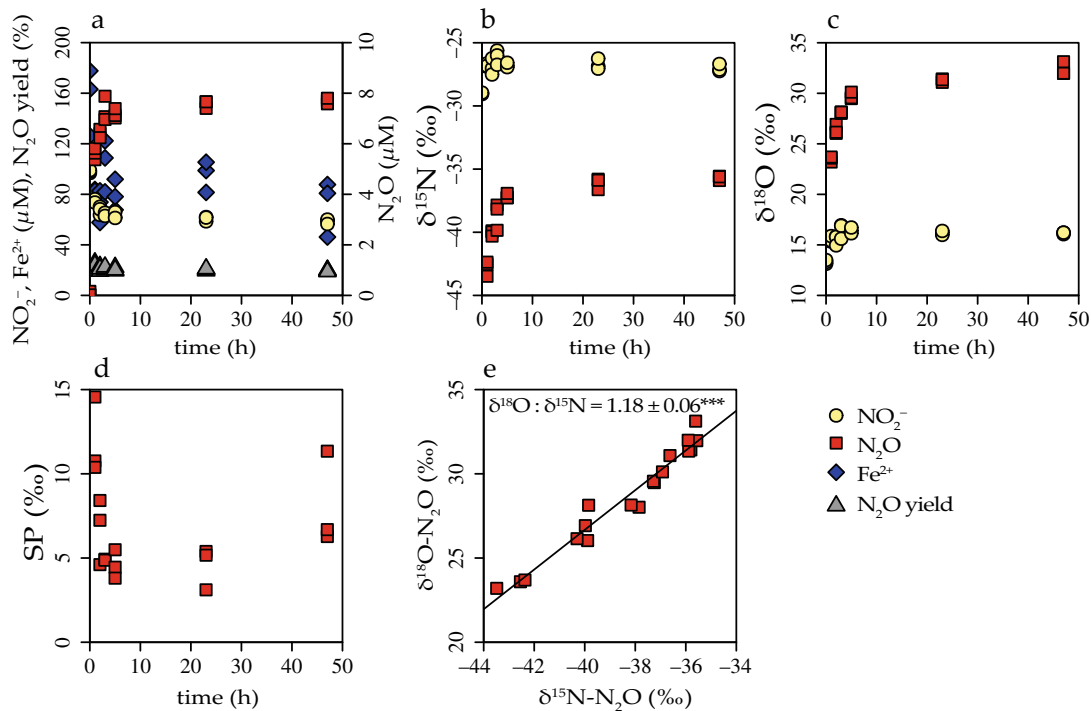 a
NO₂⁻, Fe²⁺ (μM), N₂O yield (%)
200
160
120
80
40
0
10
8
6
4
2
0
N₂O (μM)
0 10 20 30 40 50
time (h)
b
δ¹⁵N (‰)
−25
−30
−35
−40
−45
0 10 20 30 40 50
time (h)
c
δ¹⁸O (‰)
35
30
25
20
15
10
0 10 20 30 40 50
time (h)
d
SP (‰)
15
10
5
0
0 10 20 30 40 50
time (h)
e
δ¹⁸O : δ¹⁵N = 1.18 ± 0.06***
δ¹⁸O-N₂O (‰)
35
30
25
20
−44 −42 −40 −38 −36 −34
δ¹⁵N-N₂O (‰)
NO₂⁻
N₂O
Fe²⁺
N₂O yield